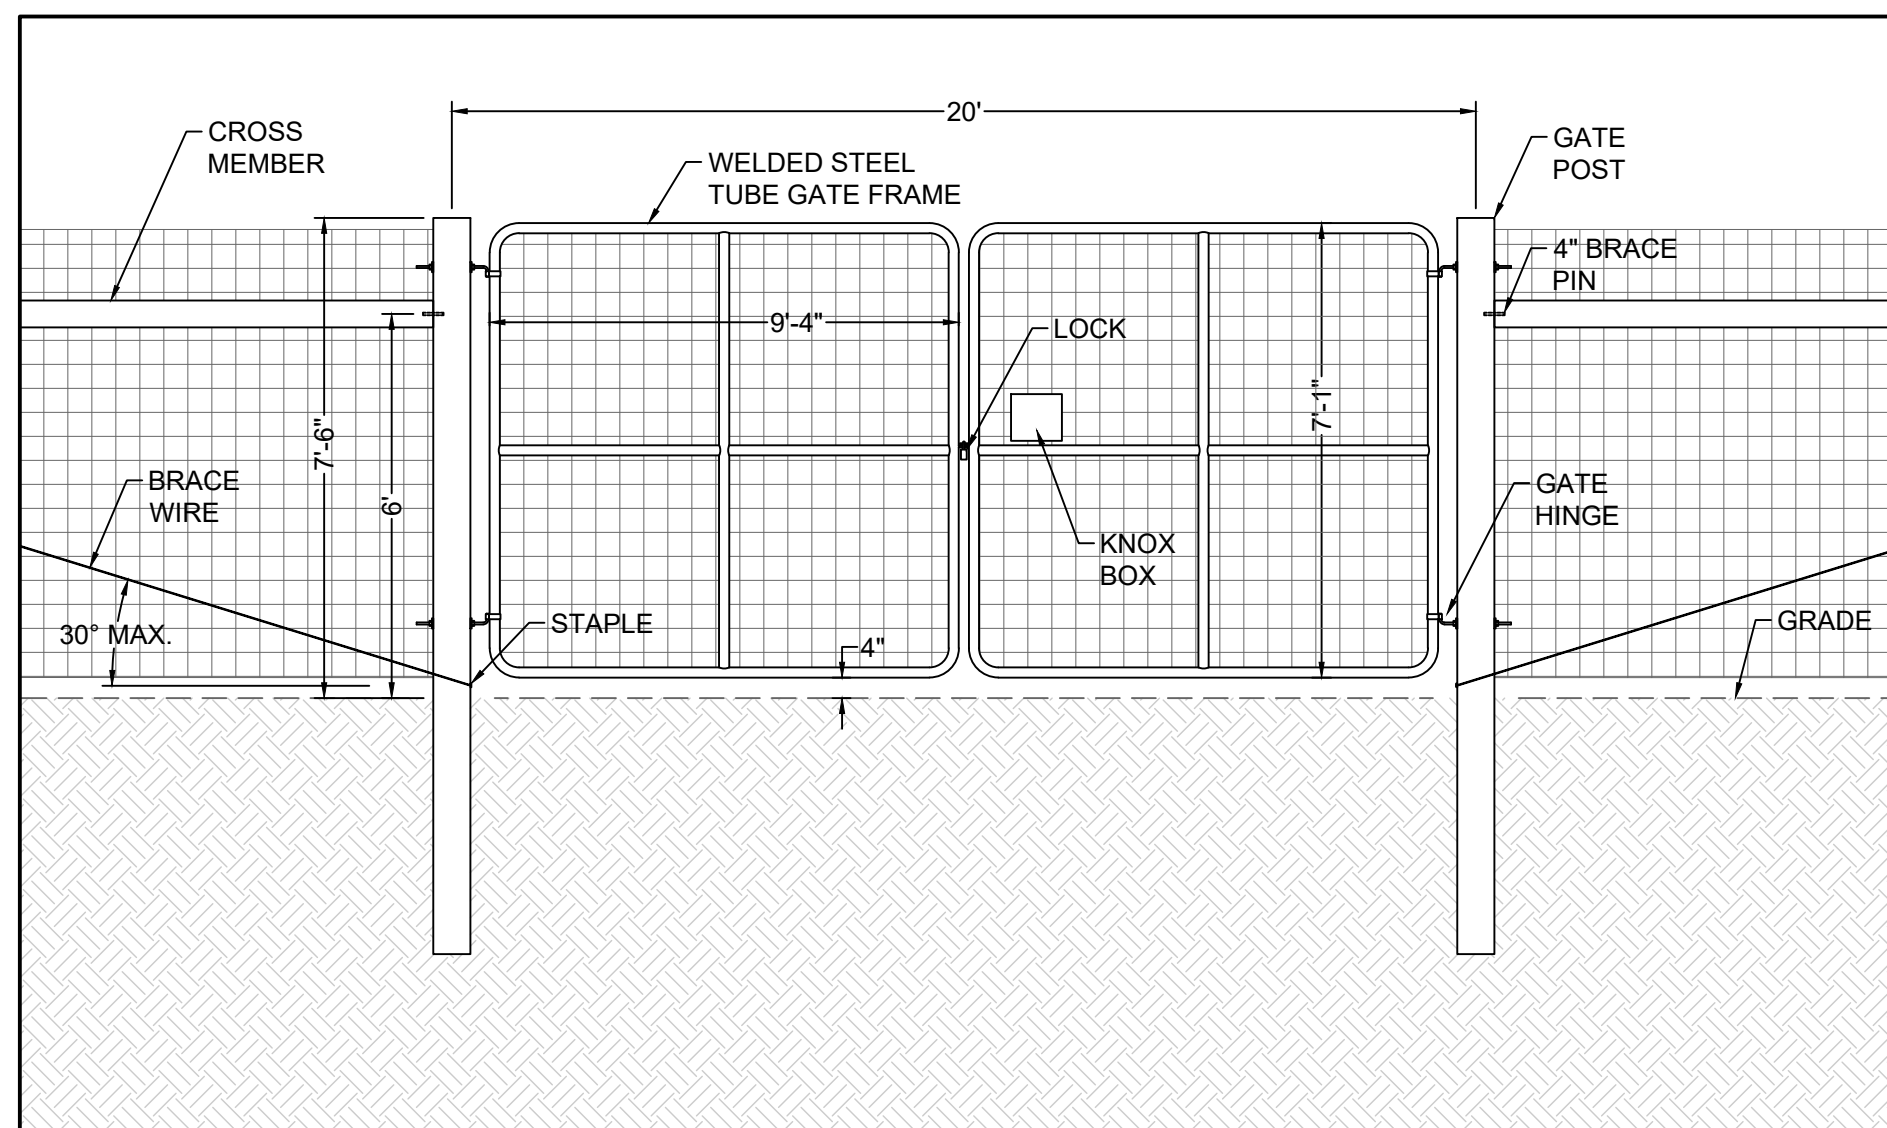 20'
CROSS
MEMBER
WELDED STEEL
TUBE GATE FRAME
GATE
POST
4" BRACE
PIN
9'-4"
LOCK
7'-1"
7'-6"
6'
BRACE
WIRE
GATE
HINGE
KNOX
BOX
30° MAX.
STAPLE
4"
GRADE